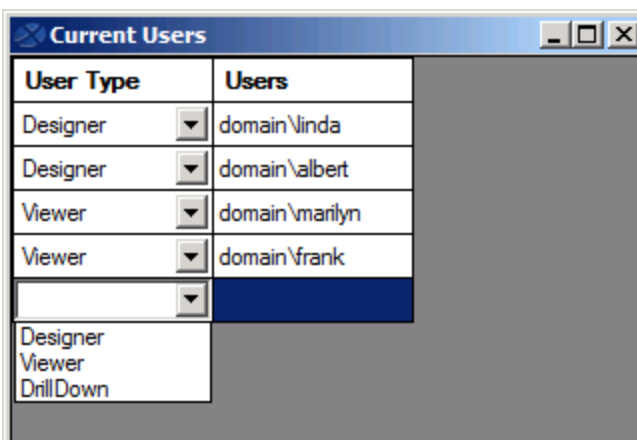 Current Users
User Type Users
Designer domain\linda
Designer domain\albert
Viewer domain\marilyn
Viewer domain\frank
Designer
Viewer
DrillDown